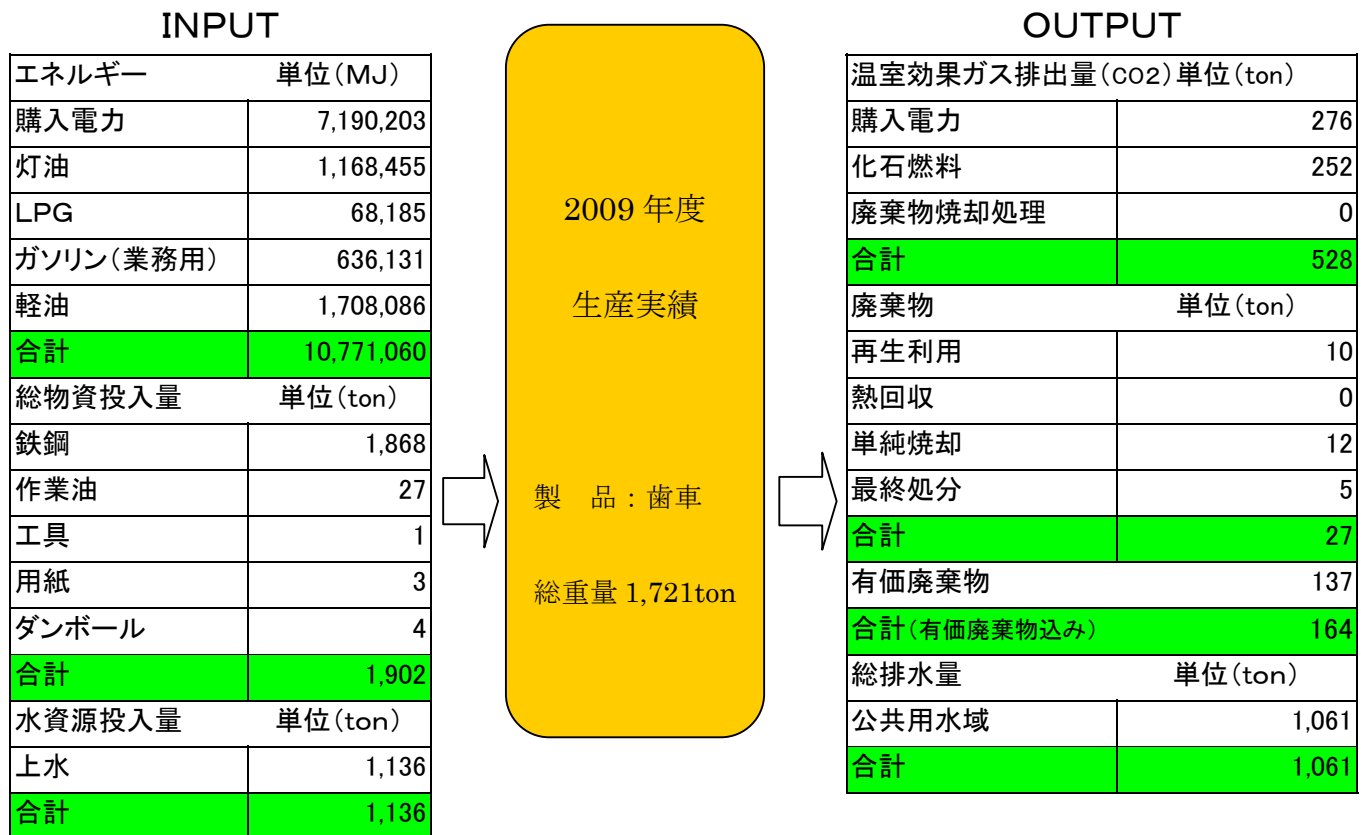 INPUT
エネルギー 単位(MJ)
購入電力 7,190,203
灯油 1,168,455
LPG 68,185
ガソリン(業務用) 636,131
軽油 1,708,086
合計 10,771,060
総物資投入量 単位(ton)
鉄鋼 1,868
作業油 27
工具 1
用紙 3
ダンボール 4
合計 1,902
水資源投入量 単位(ton)
上水 1,136
合計 1,136
2009 年度
生産実績
製 品:歯車
総重量 1,721ton
OUTPUT
温室効果ガス排出量(CO2)単位(ton)
購入電力 276
化石燃料 252
廃棄物焼却処理 0
合計 528
廃棄物 単位(ton)
再生利用 10
熱回収 0
単純焼却 12
最終処分 5
合計 27
有価廃棄物 137
合計(有価廃棄物込み) 164
総排水量 単位(ton)
公共用水域 1,061
合計 1,061